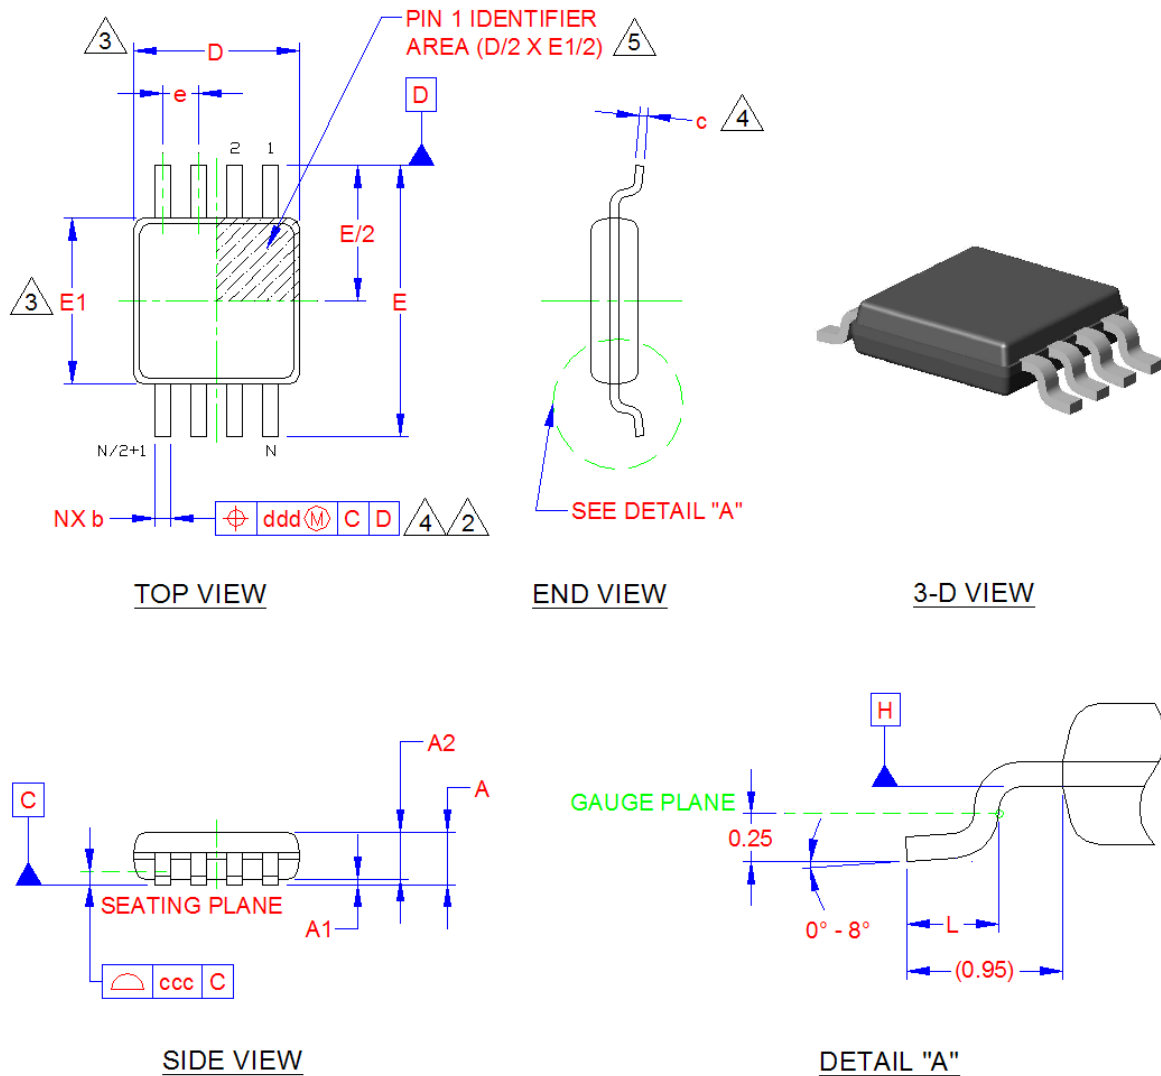 PIN 1 IDENTIFIER
AREA (D/2 X E1/2)
3
5
D
e
D
c
4
2 1
E/2
3
E1
E
N/2+1
N
NX b
ddd Ⓜ C D
4 2
SEE DETAIL "A"
TOP VIEW
END VIEW
3-D VIEW
A2
A
C
SEATING PLANE
A1
ccc C
SIDE VIEW
H
GAUGE PLANE
0.25
0° - 8°
L
(0.95)
DETAIL "A"